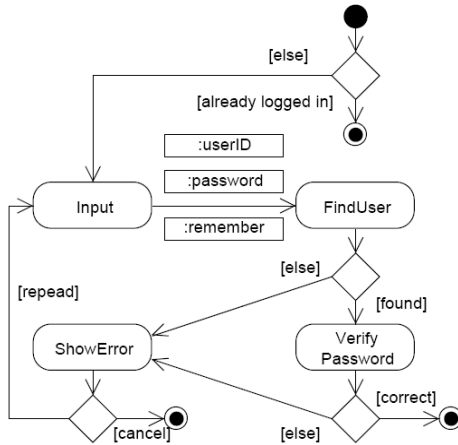 [else]
[already logged in]
:userID
:password
:remember
Input
FindUser
[else]
[repead]
[found]
ShowError
Verify
Password
[correct]
[else]
[cancel]